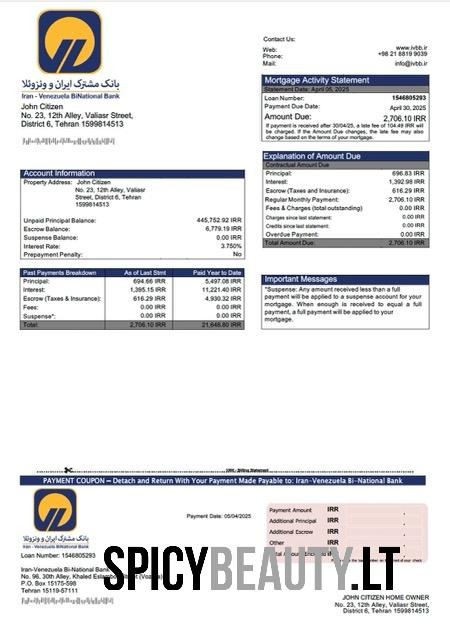 بانک مشترک ایران و ونزوئلا
Iran - Venezuela BiNational Bank
John Citizen
No. 23, 12th Alley, Valiasr Street,
District 6, Tehran 1599814513
Contact Us:
Web: www.ivbb.ir
Phone: +98 21 8819 9039
Mail: info@ivbb.ir
Mortgage Activity Statement
Statement Date: April 05, 2025
Loan Number: 1546805293
Payment Due Date: April 30, 2025
Amount Due: 2,706.10 IRR
If payment is received after 30/04/25, a late fee of 104.49 IRR will
be charged. If the Amount Due changes, the late fee may also
change based on the terms of your mortgage.
Explanation of Amount Due
Contractual Amount Due
Principal: 696.83 IRR
Interest: 1,392.98 IRR
Escrow (Taxes and Insurance): 616.29 IRR
Regular Monthly Payment: 2,706.10 IRR
Fees & Charges (total outstanding) 0.00 IRR
Charges since last statement: 0.00 IRR
Credits since last statement: 0.00 IRR
Overdue Payment: 0.00 IRR
Total Amount Due: 2,706.10 IRR
Account Information
Property Address: John Citizen
No. 23, 12th Alley, Valiasr
Street, District 6, Tehran
1599814513
Unpaid Principal Balance: 445,752.92 IRR
Escrow Balance: 6,779.19 IRR
Suspense Balance: 0.00 IRR
Interest Rate: 3.750%
Prepayment Penalty: No
Past Payments Breakdown As of Last Stmt Paid Year to Date
Principal: 694.66 IRR 5,497.08 IRR
Interest: 1,395.15 IRR 11,221.40 IRR
Escrow (Taxes & Insurance): 616.29 IRR 4,930.32 IRR
Fees: 0.00 IRR 0.00 IRR
Suspense*: 0.00 IRR 0.00 IRR
Total: 2,706.10 IRR 21,648.80 IRR
Important Messages
*Suspense: Any amount received less than a full
payment will be applied to a suspense account for your
mortgage. When enough is received to equal a full
payment, a full payment will be applied to your
mortgage.
PAYMENT COUPON – Detach and Return With Your Payment Made Payable to: Iran-Venezuela Bi-National Bank
بانک مشترک ایران و ونزوئلا
Iran - Venezuela BiNational Bank
Loan Number: 1546805293
Payment Date: 05/04/2025
Payment Amount IRR
Additional Principal IRR
Additional Escrow IRR
Other IRR
Total Amount
SPICYBEAUTY.LT
Iran-Venezuela Bi-National Bank
No. 96, 30th Alley, Khaled Eslamboli
P.O. Box 15175-598
Tehran 15119-57111
JOHN CITIZEN HOME OWNER
No. 23, 12th Alley, Valiasr Street,
District 6, Tehran 1599814513